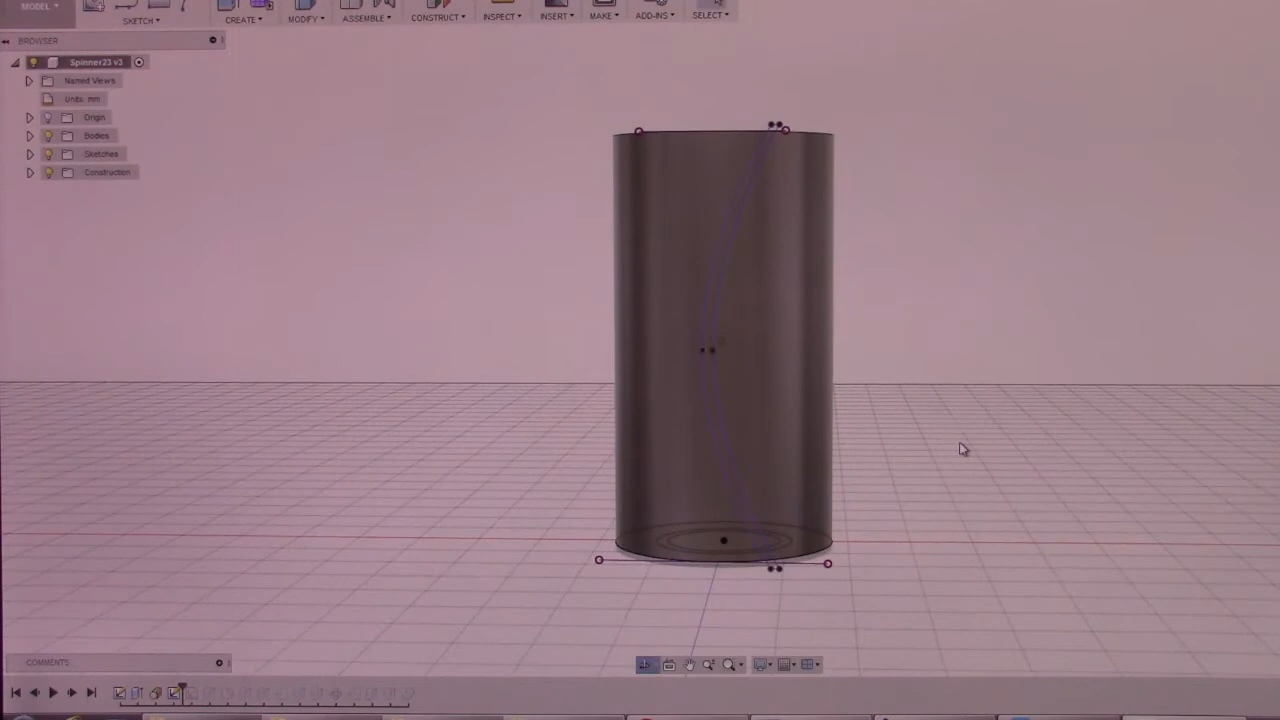 MODEL
SKETCH
CREATE
MODIFY
ASSEMBLE
CONSTRUCT
INSPECT
INSERT
MAKE
ADD-INS
SELECT
BROWSER
Spinner23 v3
Named Views
Units: mm
Origin
Bodies
Sketches
Construction
COMMENTS